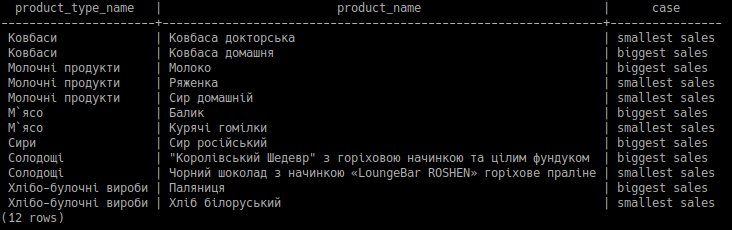 product_type_name | product_name | case
---------------------+-----------------------------------------------------------+----------------
Ковбаси | Ковбаса докторська | smallest sales
Ковбаси | Ковбаса домашня | biggest sales
Молочні продукти | Молоко | biggest sales
Молочні продукти | Ряженка | smallest sales
Молочні продукти | Сир домашній | smallest sales
М`ясо | Балик | biggest sales
М`ясо | Курячі гомілки | smallest sales
Сири | Сир російський | biggest sales
Солодощі | "Королівський Шедевр" з горіховою начинкою та цілим фундуком | biggest sales
Солодощі | Чорний шоколад з начинкою «LoungeBar ROSHEN» горіхове праліне | smallest sales
Хлібо-булочні вироби | Паляниця | biggest sales
Хлібо-булочні вироби | Хліб білоруський | smallest sales
(12 rows)